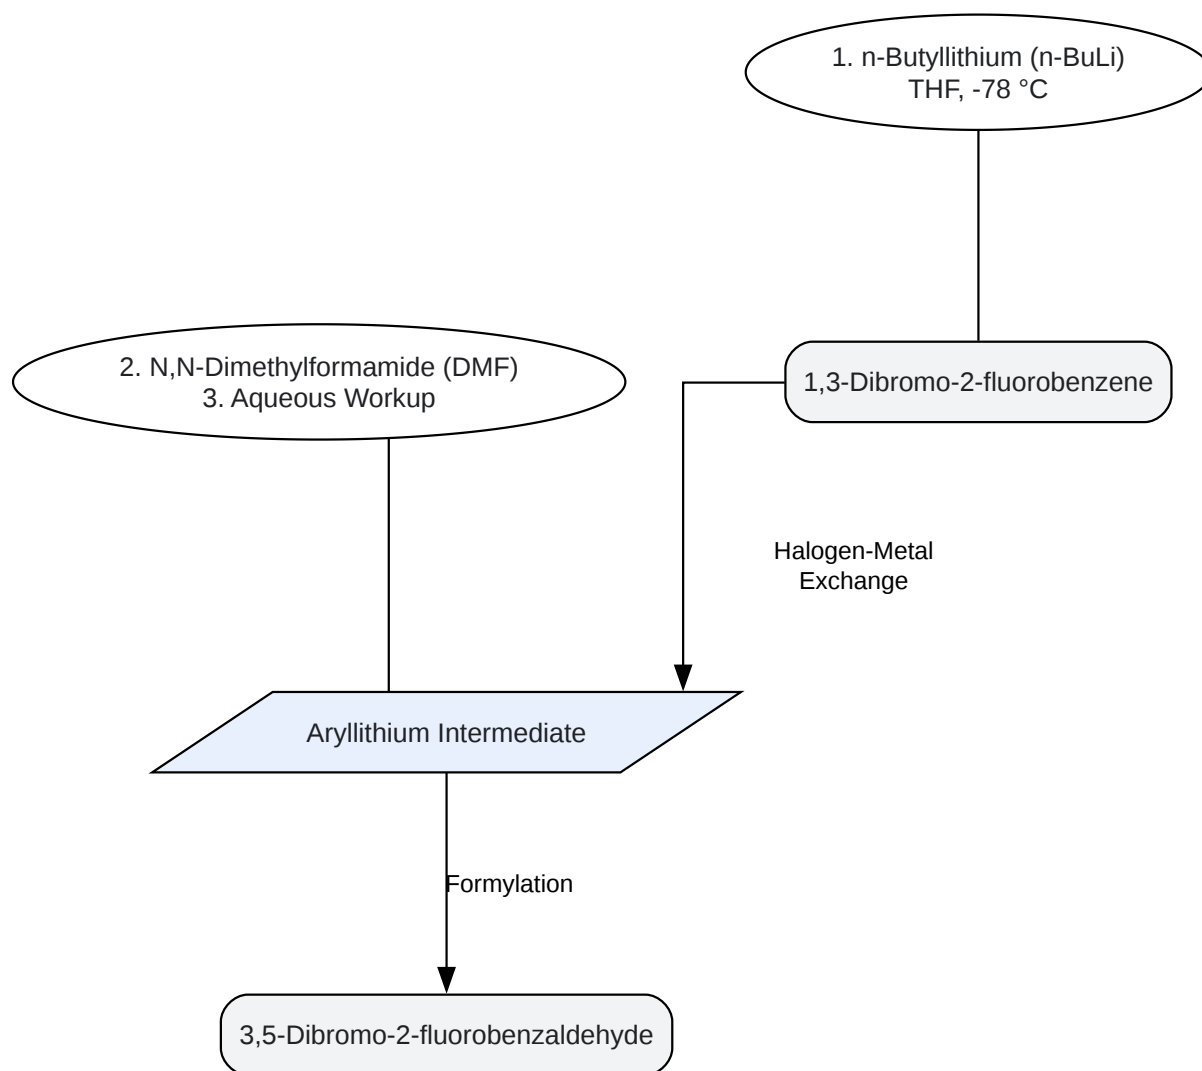 1. n-Butyllithium (n-BuLi)
THF, -78 °C
2. N,N-Dimethylformamide (DMF)
3. Aqueous Workup
1,3-Dibromo-2-fluorobenzene
Halogen-Metal
Exchange
Aryllithium Intermediate
Formylation
3,5-Dibromo-2-fluorobenzaldehyde